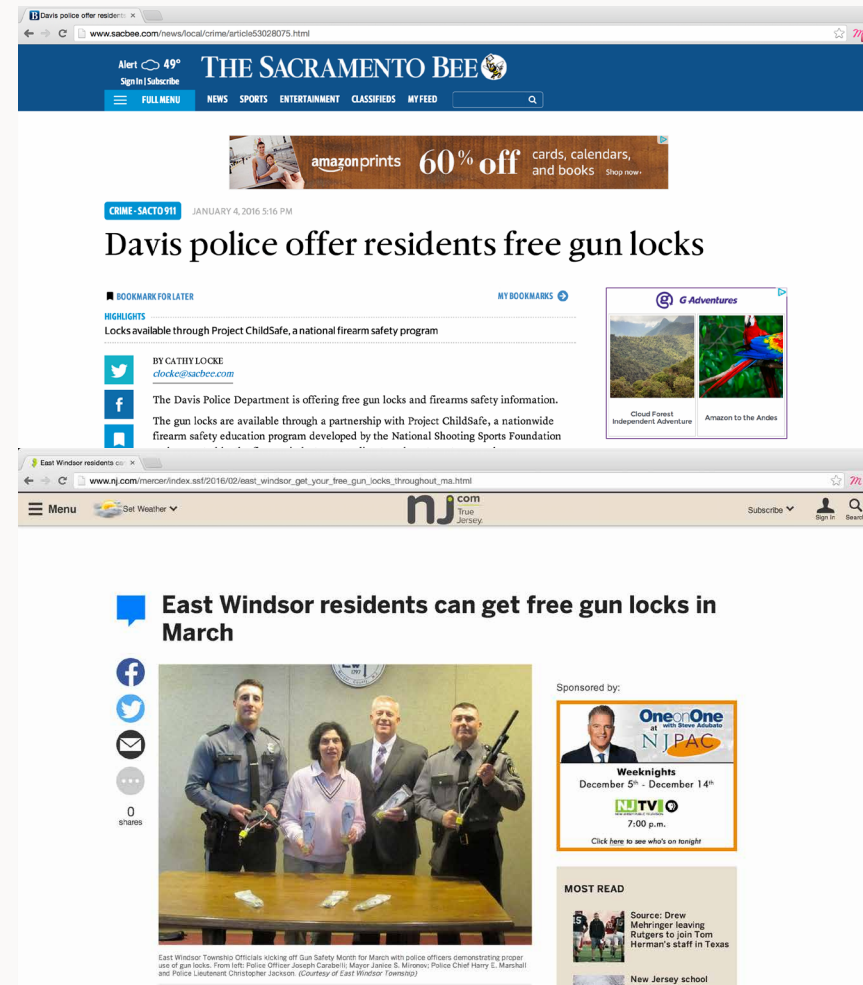 Davis police offer residents
www.sacbee.com/news/local/crime/article53028075.html
Alert 49°
Sign In | Subscribe
THE SACRAMENTO BEE
FULL MENU NEWS SPORTS ENTERTAINMENT CLASSIFIEDS MY FEED
amazonprints 60% off cards, calendars,
and books Shop now›
CRIME - SACTO 911 JANUARY 4, 2016 5:16 PM
Davis police offer residents free gun locks
BOOKMARK FOR LATER MY BOOKMARKS
HIGHLIGHTS
Locks available through Project ChildSafe, a national firearm safety program
BY CATHY LOCKE
clocke@sacbee.com
The Davis Police Department is offering free gun locks and firearms safety information.
The gun locks are available through a partnership with Project ChildSafe, a nationwide
firearm safety education program developed by the National Shooting Sports Foundation
G Adventures
Cloud Forest
Independent Adventure
Amazon to the Andes
East Windsor residents can
www.nj.com/mercer/index.ssf/2016/02/east_windsor_get_your_free_gun_locks_throughout_ma.html
Menu Set Weather
nj.com
True
Jersey.
Subscribe Sign In Search
East Windsor residents can get free gun locks in
March
0
shares
1797
East Windsor Township Officials kicking off Gun Safety Month for March with police officers demonstrating proper
use of gun locks. From left: Police Officer Joseph Carabelli; Mayor Janice S. Mironov; Police Chief Harry E. Marshall
and Police Lieutenant Christopher Jackson. (Courtesy of East Windsor Township)
Sponsored by:
OneonOne
with Steve Adubato
at
NJPAC
Weeknights
December 5th - December 14th
NJTV
7:00 p.m.
Click here to see who's on tonight
MOST READ
Source: Drew
Mehringer leaving
Rutgers to join Tom
Herman's staff in Texas
New Jersey school